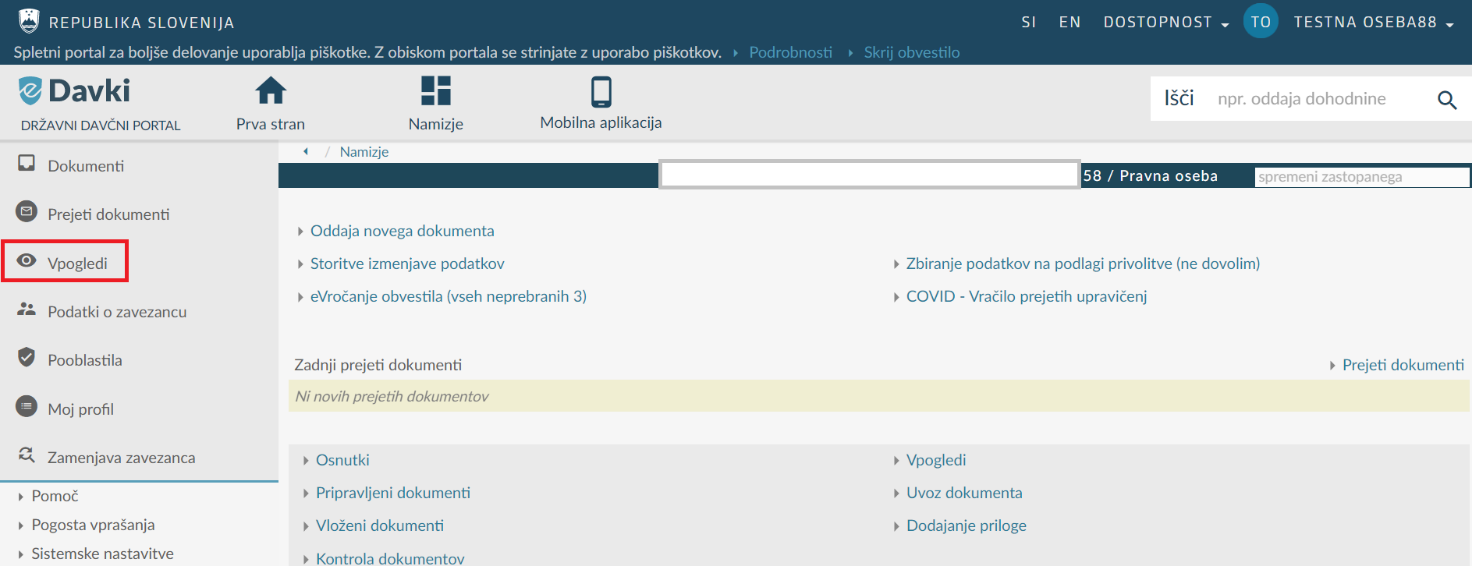 REPUBLIKA SLOVENIJA
SI EN DOSTOPNOST TO TESTNA OSEBA88
Spletni portal za boljše delovanje uporablja piškotke. Z obiskom portala se strinjate z uporabo piškotkov. Podrobnosti Skrij obvestilo
eDavki
DRŽAVNI DAVČNI PORTAL
Prva stran
Namizje
Mobilna aplikacija
Išči npr. oddaja dohodnine
Dokumenti
Prejeti dokumenti
Vpogledi
Podatki o zavezancu
Pooblastila
Moj profil
Zamenjava zavezanca
Pomoč
Pogosta vprašanja
Sistemske nastavitve
/ Namizje
58 / Pravna oseba spremeni zastopanega
Oddaja novega dokumenta
Storitve izmenjave podatkov Zbiranje podatkov na podlagi privolitve (ne dovolim)
eVročanje obvestila (vseh neprebranih 3) COVID - Vračilo prejetih upravičenj
Zadnji prejeti dokumenti Prejeti dokumenti
Ni novih prejetih dokumentov
Osnutki Vpogledi
Pripravljeni dokumenti Uvoz dokumenta
Vloženi dokumenti Dodajanje priloge
Kontrola dokumentov